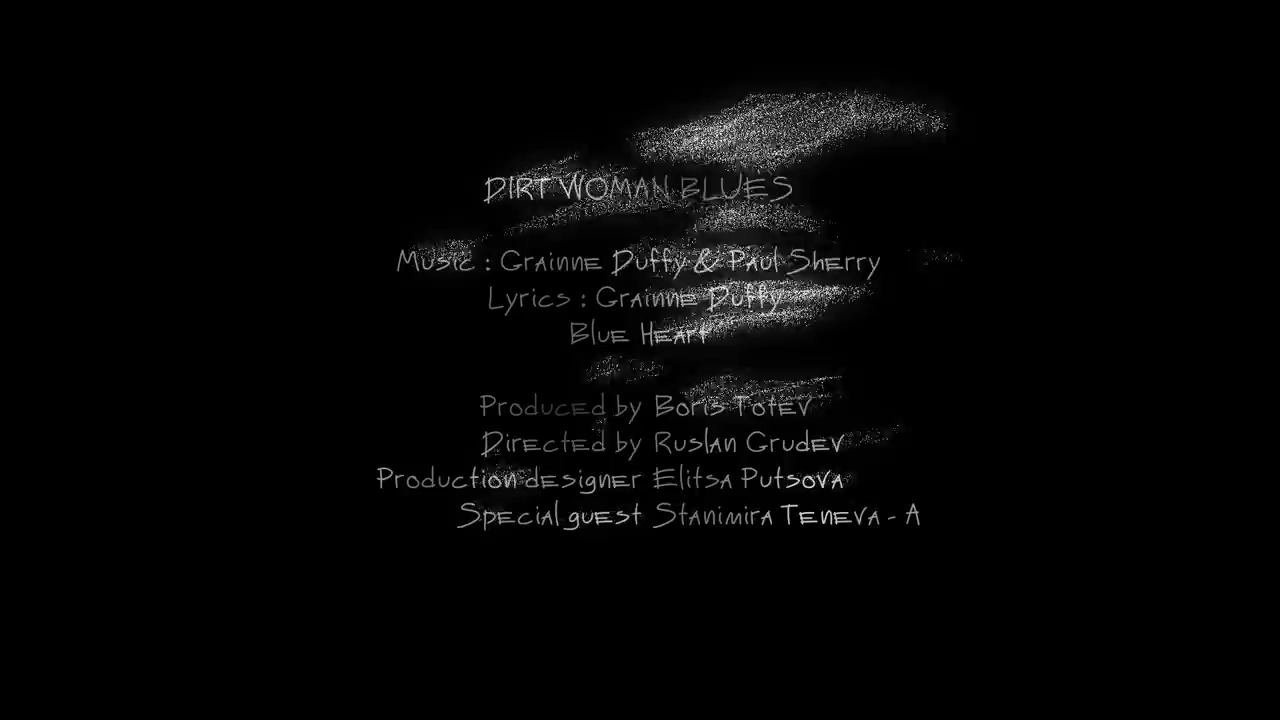 DIRT WOMAN BLUES
Music : Grainne Duffy & Paul Sherry
Lyrics : Grainne Duffy
Blue Heart
Produced by Boris Totev
Directed by Ruslan Grudev
Production designer Elitsa Putsova
Special guest Stanimira Teneva - A